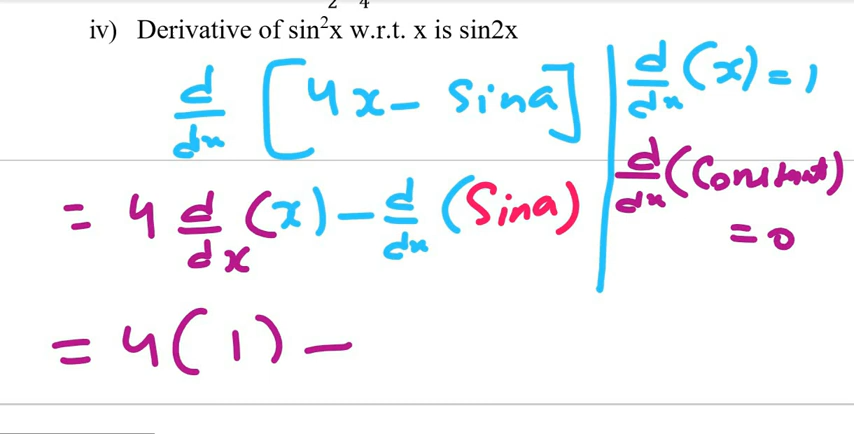 iv) Derivative of sin²x w.r.t. x is sin2x
d/dx [4x - Sina] | d/dx (x) = 1
= 4 d/dx (x) - d/dx (Sina) | d/dx (Constant) = 0
= 4(1) -